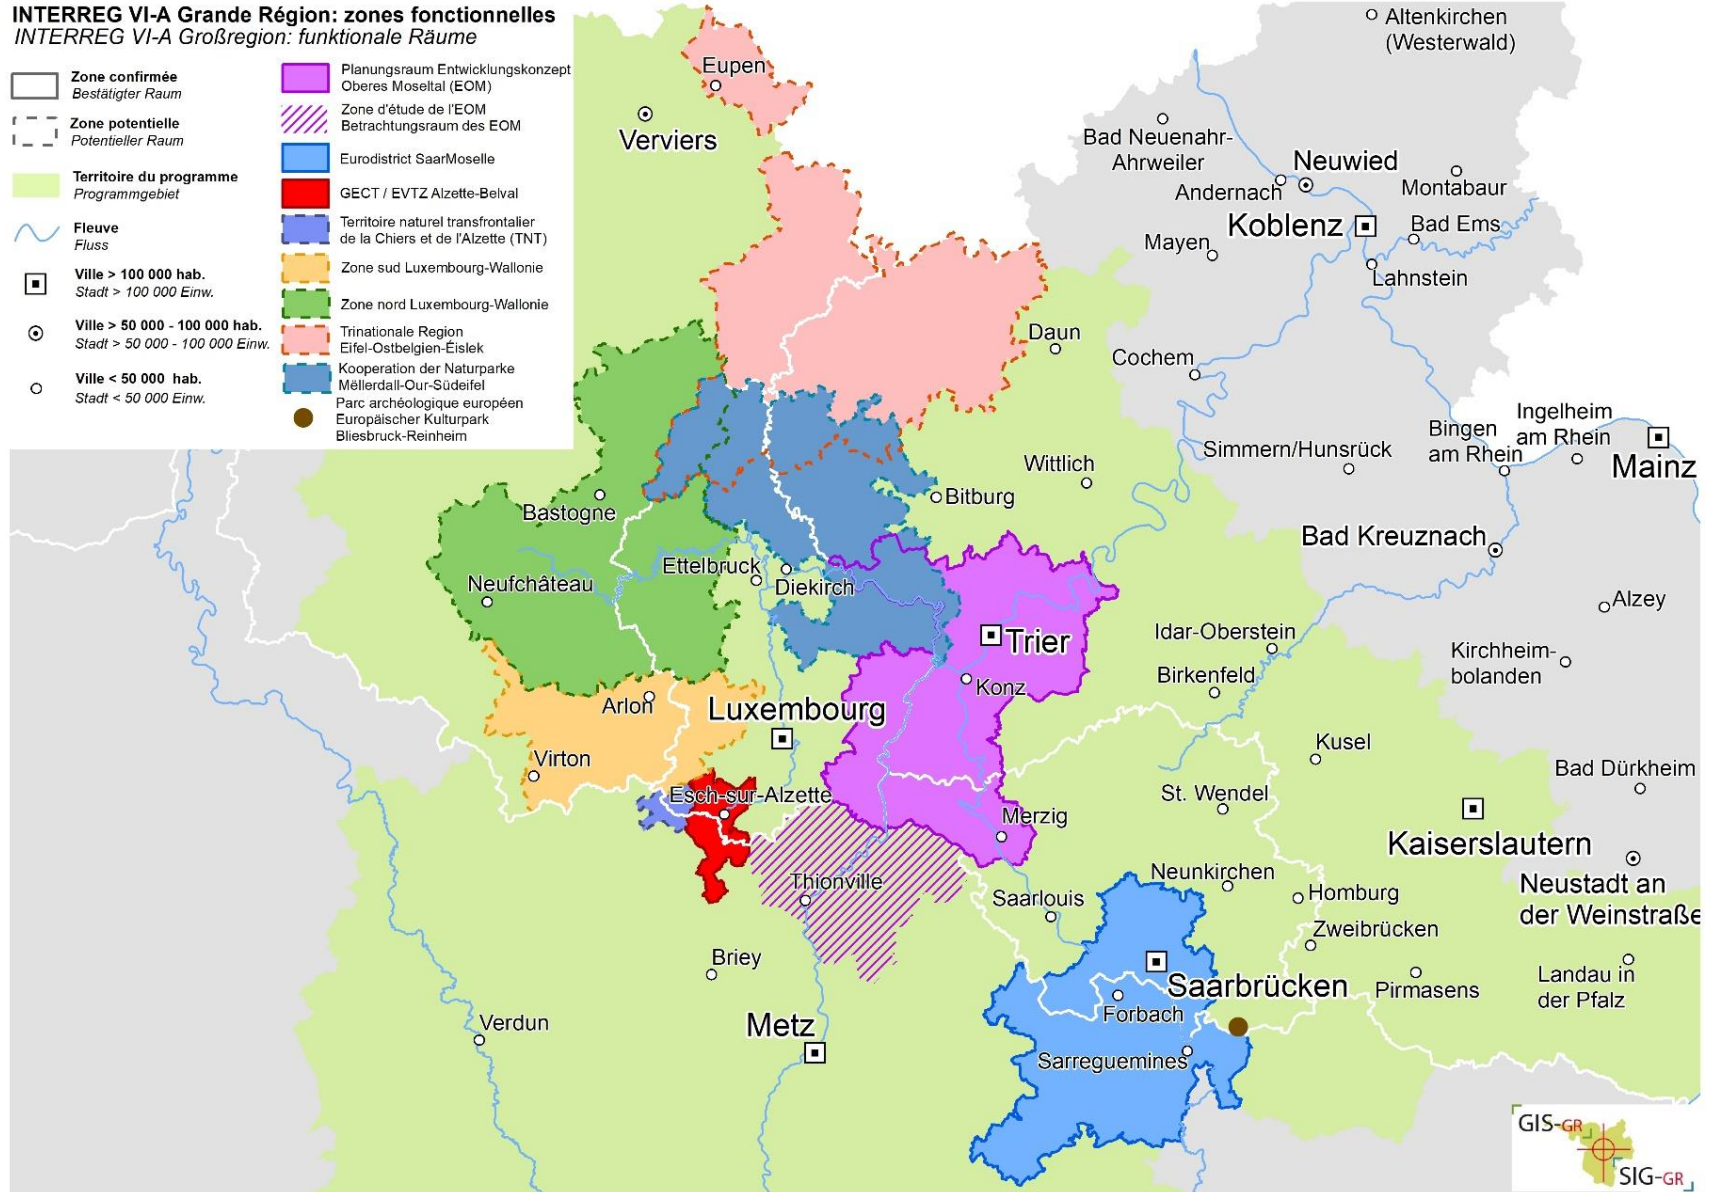 INTERREG VI-A Grande Région: zones fonctionnelles
INTERREG VI-A Großregion: funktionale Räume
Zone confirmée
Bestätigter Raum
Zone potentielle
Potentieller Raum
Territoire du programme
Programmgebiet
Fleuve
Fluss
Ville > 100 000 hab.
Stadt > 100 000 Einw.
Ville > 50 000 - 100 000 hab.
Stadt > 50 000 - 100 000 Einw.
Ville < 50 000 hab.
Stadt < 50 000 Einw.
Planungsraum Entwicklungskonzept
Oberes Moseltal (EOM)
Zone d'étude de l'EOM
Betrachtungsraum des EOM
Eurodistrict SaarMoselle
GECT / EVTZ Alzette-Belval
Territoire naturel transfrontalier
de la Chiers et de l'Alzette (TNT)
Zone sud Luxembourg-Wallonie
Zone nord Luxembourg-Wallonie
Trinationale Region
Eifel-Ostbelgien-Éislek
Kooperation der Naturparke
Mëllerdall-Our-Südeifel
Parc archéologique européen
Europäischer Kulturpark
Bliesbruck-Reinheim
Altenkirchen
(Westerwald)
Eupen
Verviers
Bad Neuenahr-
Ahrweiler
Neuwied
Andernach
Montabaur
Koblenz
Bad Ems
Mayen
Lahnstein
Daun
Cochem
Ingelheim
am Rhein
Bingen
am Rhein
Simmern/Hunsrück
Mainz
Wittlich
Bitburg
Bastogne
Bad Kreuznach
Ettelbruck
Diekirch
Neufchâteau
Alzey
Trier
Idar-Oberstein
Kirchheim-
bolanden
Birkenfeld
Konz
Arlon
Luxembourg
Kusel
Virton
Bad Dürkheim
Esch-sur-Alzette
St. Wendel
Merzig
Kaiserslautern
Thionville
Neunkirchen
Homburg
Neustadt an
der Weinstraße
Saarlouis
Zweibrücken
Briey
Saarbrücken
Pirmasens
Landau in
der Pfalz
Forbach
Verdun
Metz
Sarreguemines
GIS-GR
SIG-GR